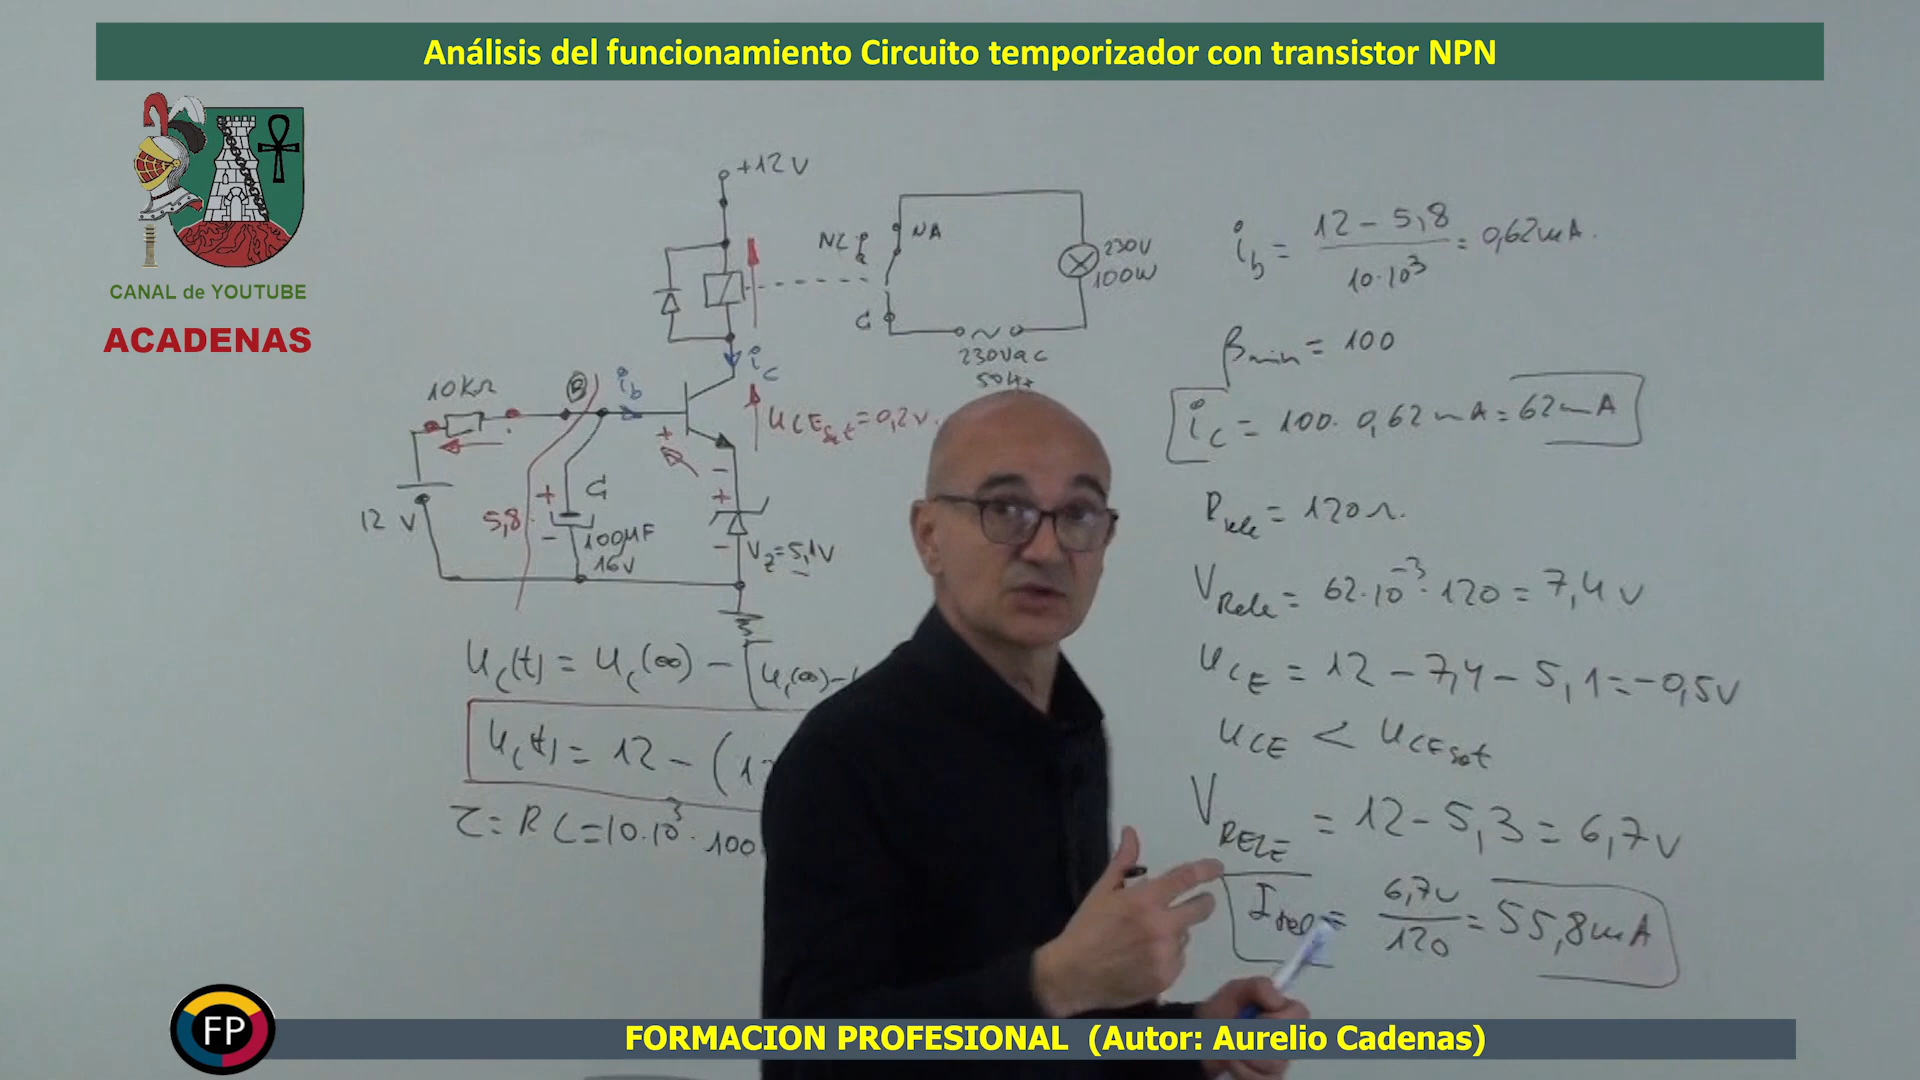 Análisis del funcionamiento Circuito temporizador con transistor NPN
CANAL de YOUTUBE
ACADENAS
+12V
NC
NA
230V
100W
C
230Vac
50Hz
10KΩ
B
ib
ic
UCEsat=0,2V.
+
-
12 V
5,8
+
-
C
100µF
16V
+
-
VZ=5,1V
uc(t) = uc(∞) - [uc(∞)-
uc(t) = 12 - (1
τ = RC = 10·10³·100
ib = 12 - 5,8 / 10·10³ = 0,62mA.
βmin = 100
ic = 100· 0,62mA = 62mA
Rrele = 120Ω.
VRele = 62·10⁻³·120 = 7,4V
UCE = 12 - 7,4 - 5,1 = -0,5V
UCE < UCEsat
VRELE = 12 - 5,3 = 6,7V
Irel = 6,7V / 120 = 55,8mA
FP
FORMACION PROFESIONAL (Autor: Aurelio Cadenas)